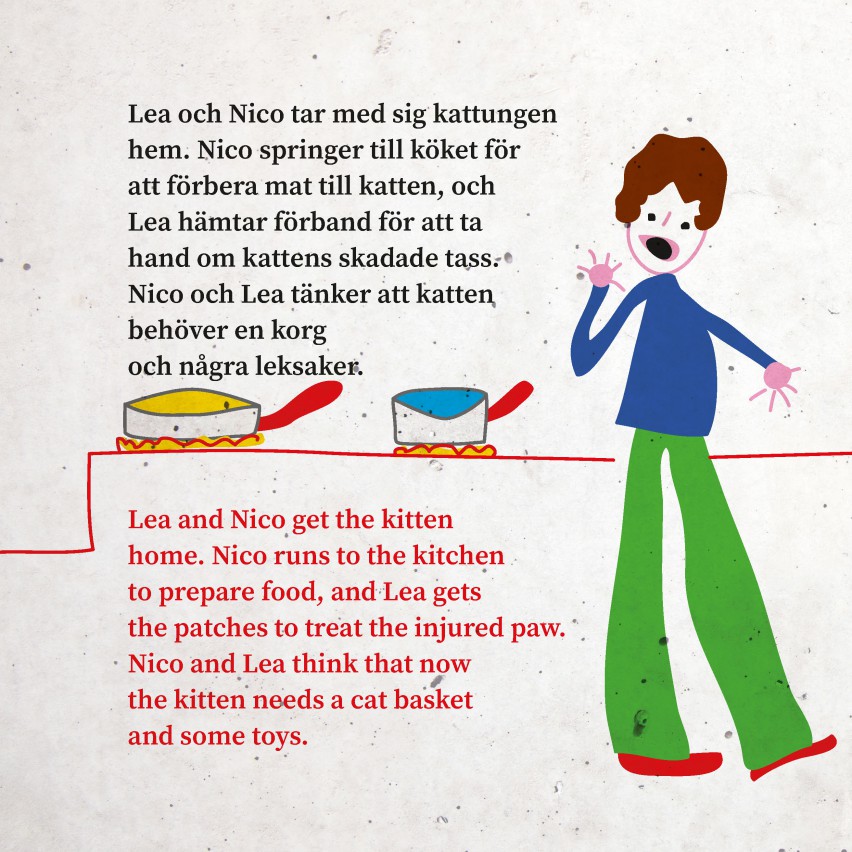 Lea och Nico tar med sig kattungen
hem. Nico springer till köket för
att förbera mat till katten, och
Lea hämtar förband för att ta
hand om kattens skadade tass.
Nico och Lea tänker att katten
behöver en korg
och några leksaker.
Lea and Nico get the kitten
home. Nico runs to the kitchen
to prepare food, and Lea gets
the patches to treat the injured paw.
Nico and Lea think that now
the kitten needs a cat basket
and some toys.